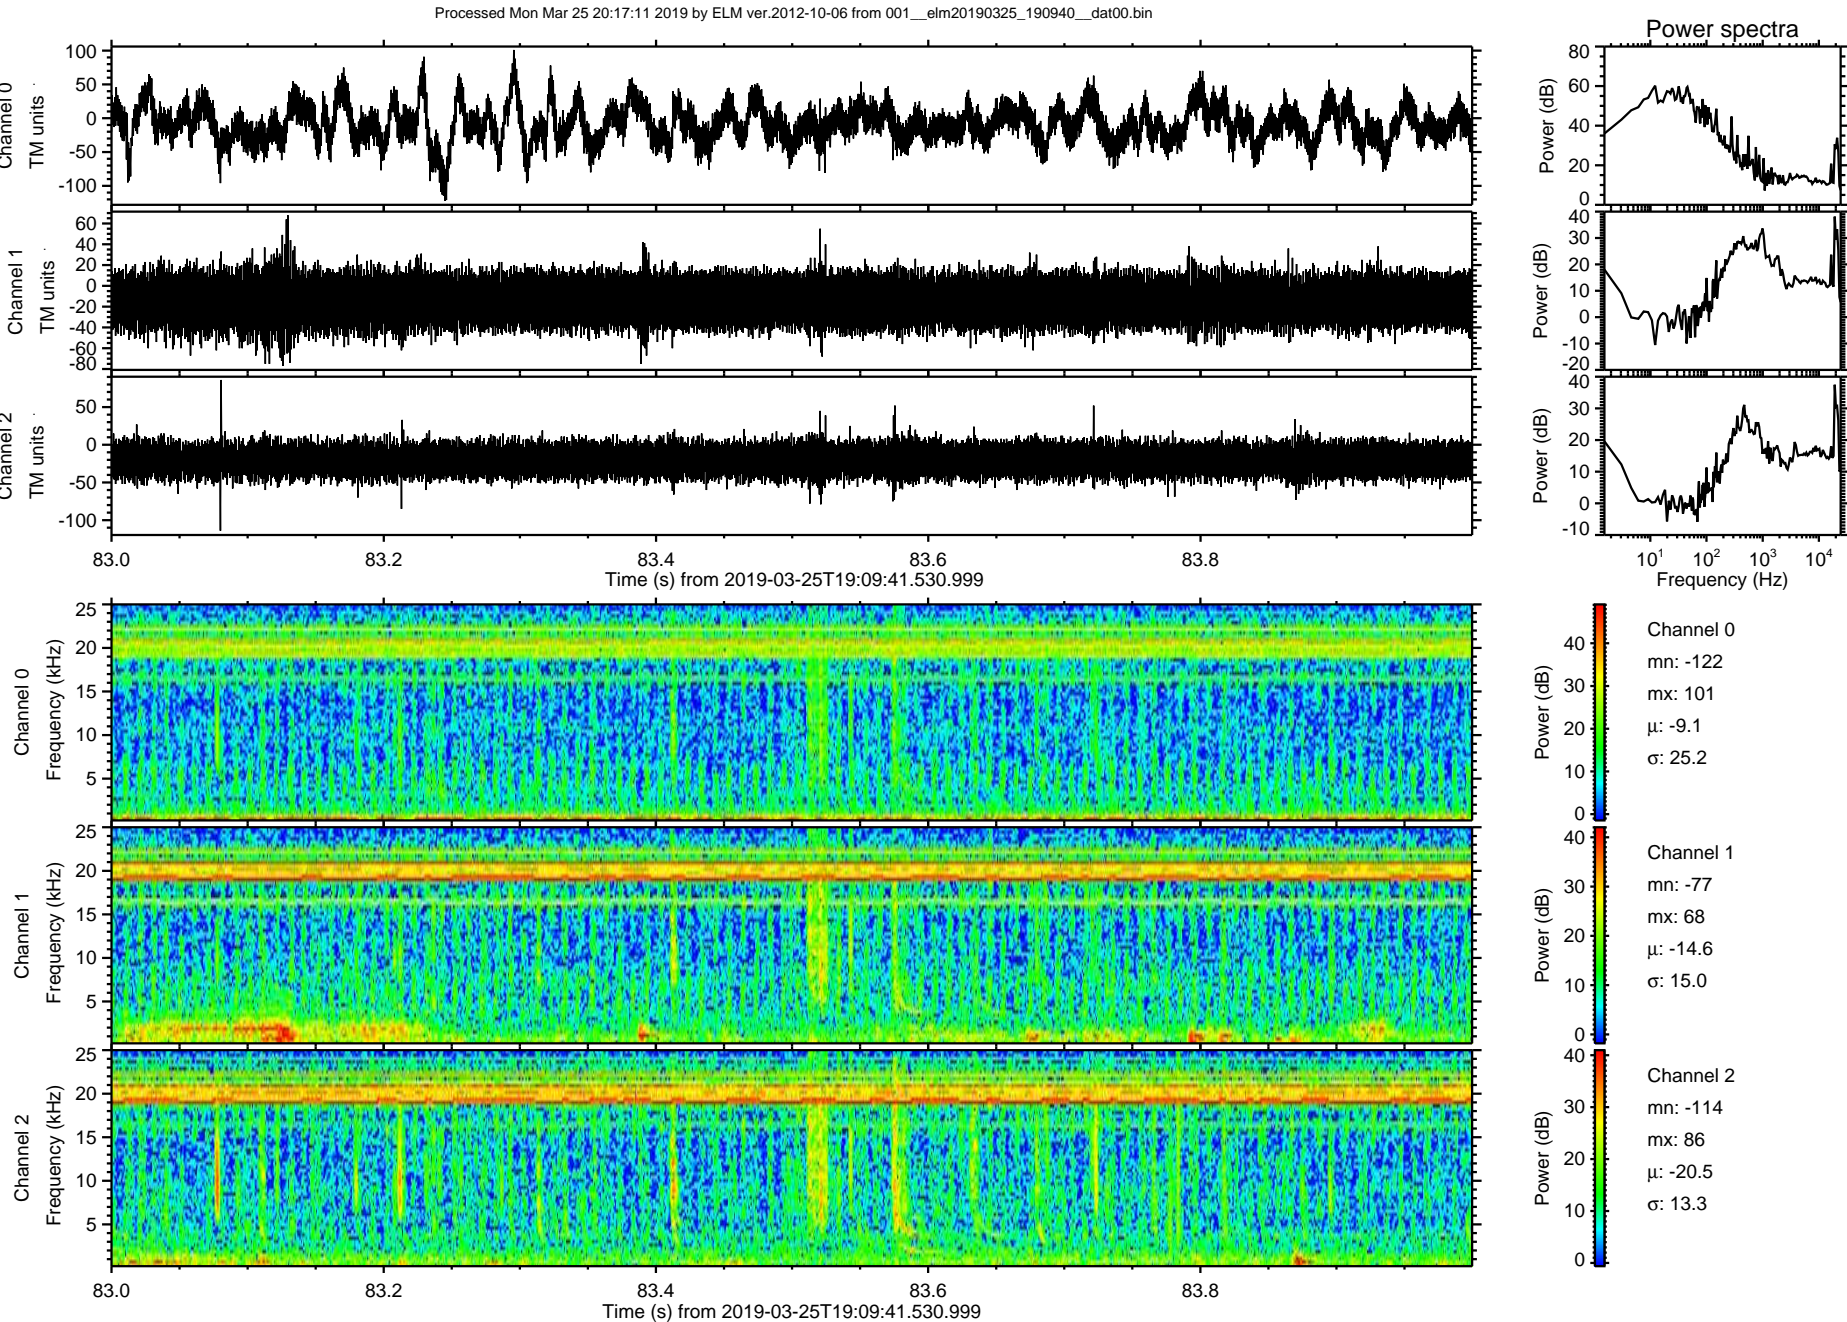 Processed Mon Mar 25 20:17:11 2019 by ELM ver.2012-10-06 from 001__elm20190325_190940__dat00.bin
Power spectra
Channel 0
TM units
100
50
0
-50
-100
Power (dB)
80
60
40
20
0
Channel 1
TM units
60
40
20
0
-20
-40
-60
-80
Power (dB)
40
30
20
10
0
-10
-20
Channel 2
TM units
50
0
-50
-100
Power (dB)
40
30
20
10
0
-10
83.0 83.2 83.4 83.6 83.8
Time (s) from 2019-03-25T19:09:41.530.999
10¹ 10² 10³ 10⁴
Frequency (Hz)
Channel 0
Frequency (kHz)
25
20
15
10
5
Power (dB)
40
30
20
10
0
Channel 0
mn: -122
mx: 101
μ: -9.1
σ: 25.2
Channel 1
Frequency (kHz)
25
20
15
10
5
Power (dB)
40
30
20
10
0
Channel 1
mn: -77
mx: 68
μ: -14.6
σ: 15.0
Channel 2
Frequency (kHz)
25
20
15
10
5
Power (dB)
40
30
20
10
0
Channel 2
mn: -114
mx: 86
μ: -20.5
σ: 13.3
83.0 83.2 83.4 83.6 83.8
Time (s) from 2019-03-25T19:09:41.530.999